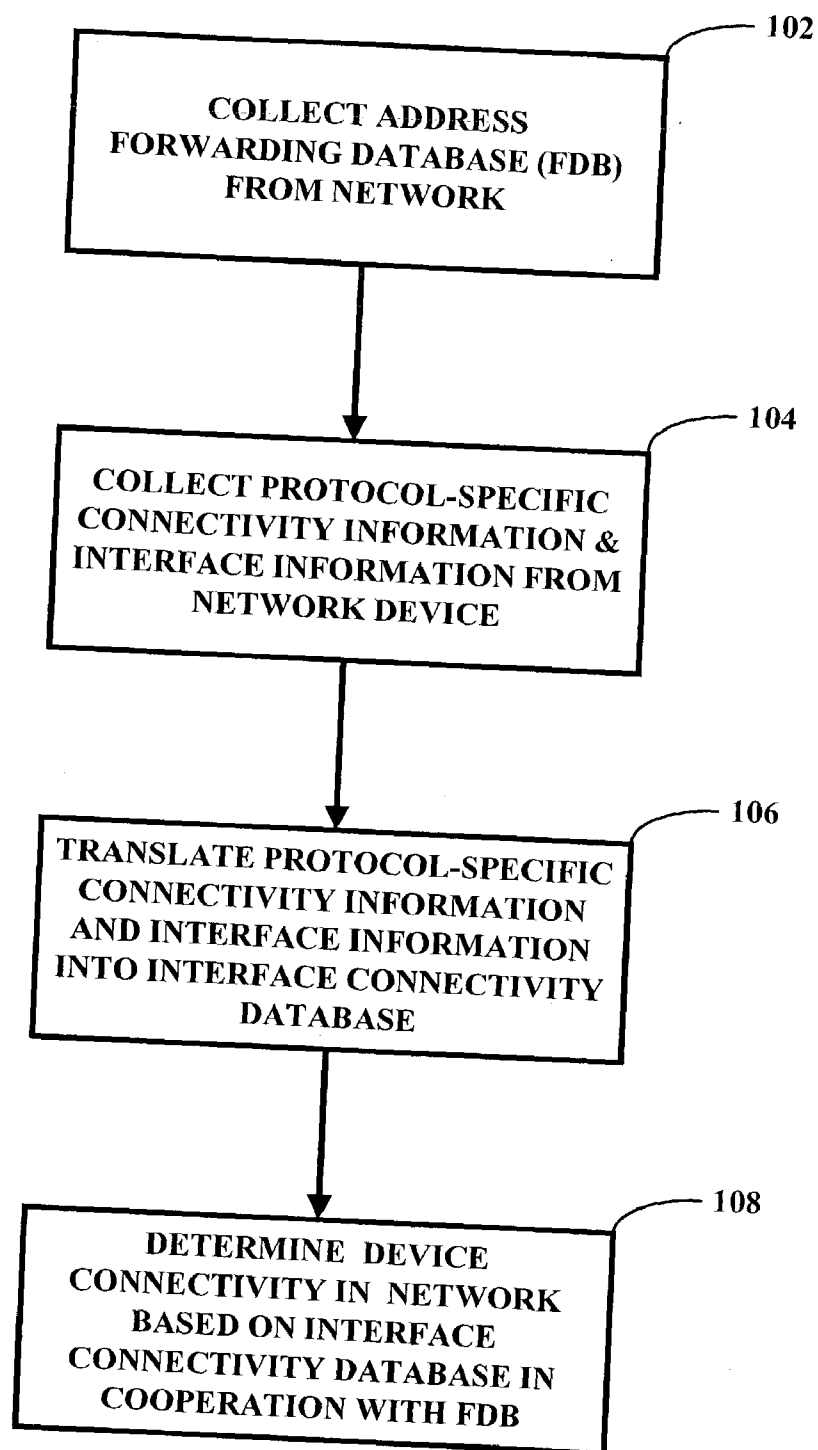 102
COLLECT ADDRESS
FORWARDING DATABASE (FDB)
FROM NETWORK
104
COLLECT PROTOCOL-SPECIFIC
CONNECTIVITY INFORMATION &
INTERFACE INFORMATION FROM
NETWORK DEVICE
106
TRANSLATE PROTOCOL-SPECIFIC
CONNECTIVITY INFORMATION
AND INTERFACE INFORMATION
INTO INTERFACE CONNECTIVITY
DATABASE
108
DETERMINE DEVICE
CONNECTIVITY IN NETWORK
BASED ON INTERFACE
CONNECTIVITY DATABASE IN
COOPERATION WITH FDB